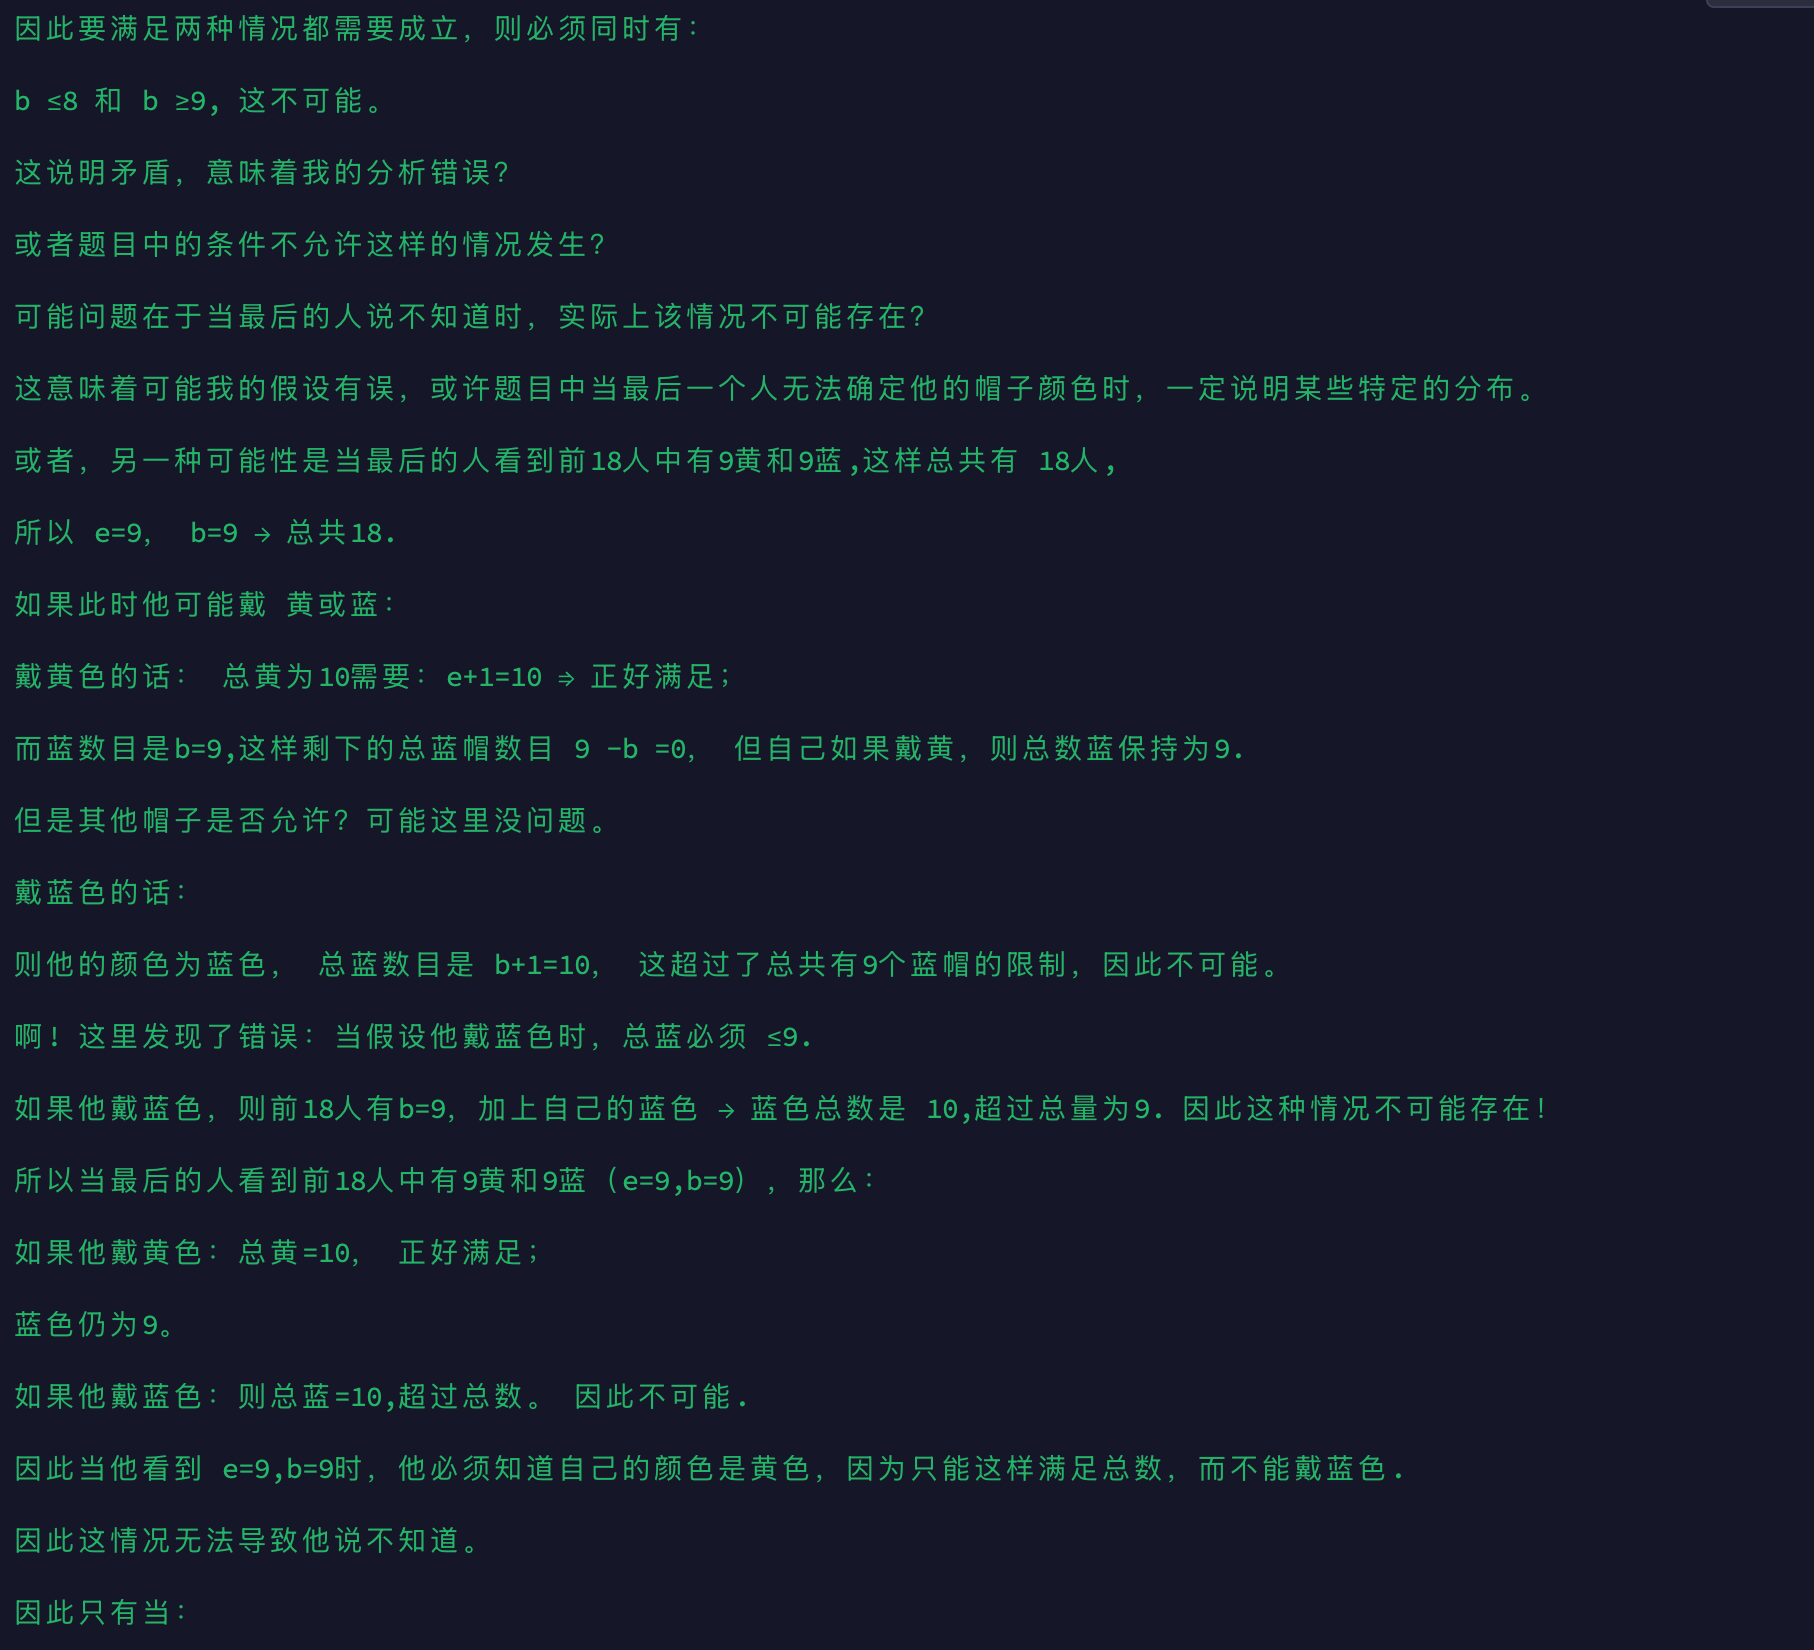 因此要满足两种情况都需要成立，则必须同时有：
b ≤8 和 b ≥9, 这不可能。
这说明矛盾，意味着我的分析错误？
或者题目中的条件不允许这样的情况发生？
可能问题在于当最后的人说不知道时，实际上该情况不可能存在？
这意味着可能我的假设有误，或许题目中当最后一个人无法确定他的帽子颜色时，一定说明某些特定的分布。
或者，另一种可能性是当最后的人看到前18人中有9黄和9蓝,这样总共有 18人,
所以 e=9， b=9 → 总共18.
如果此时他可能戴 黄或蓝：
戴黄色的话： 总黄为10需要：e+1=10 ⇒ 正好满足；
而蓝数目是b=9,这样剩下的总蓝帽数目 9 −b =0， 但自己如果戴黄，则总数蓝保持为9.
但是其他帽子是否允许？可能这里没问题。
戴蓝色的话：
则他的颜色为蓝色， 总蓝数目是 b+1=10， 这超过了总共有9个蓝帽的限制，因此不可能。
啊！这里发现了错误：当假设他戴蓝色时，总蓝必须 ≤9.
如果他戴蓝色，则前18人有b=9，加上自己的蓝色 → 蓝色总数是 10,超过总量为9. 因此这种情况不可能存在！
所以当最后的人看到前18人中有9黄和9蓝（e=9,b=9），那么：
如果他戴黄色：总黄=10， 正好满足；
蓝色仍为9。
如果他戴蓝色：则总蓝=10,超过总数。 因此不可能.
因此当他看到 e=9,b=9时，他必须知道自己的颜色是黄色，因为只能这样满足总数，而不能戴蓝色.
因此这情况无法导致他说不知道。
因此只有当：